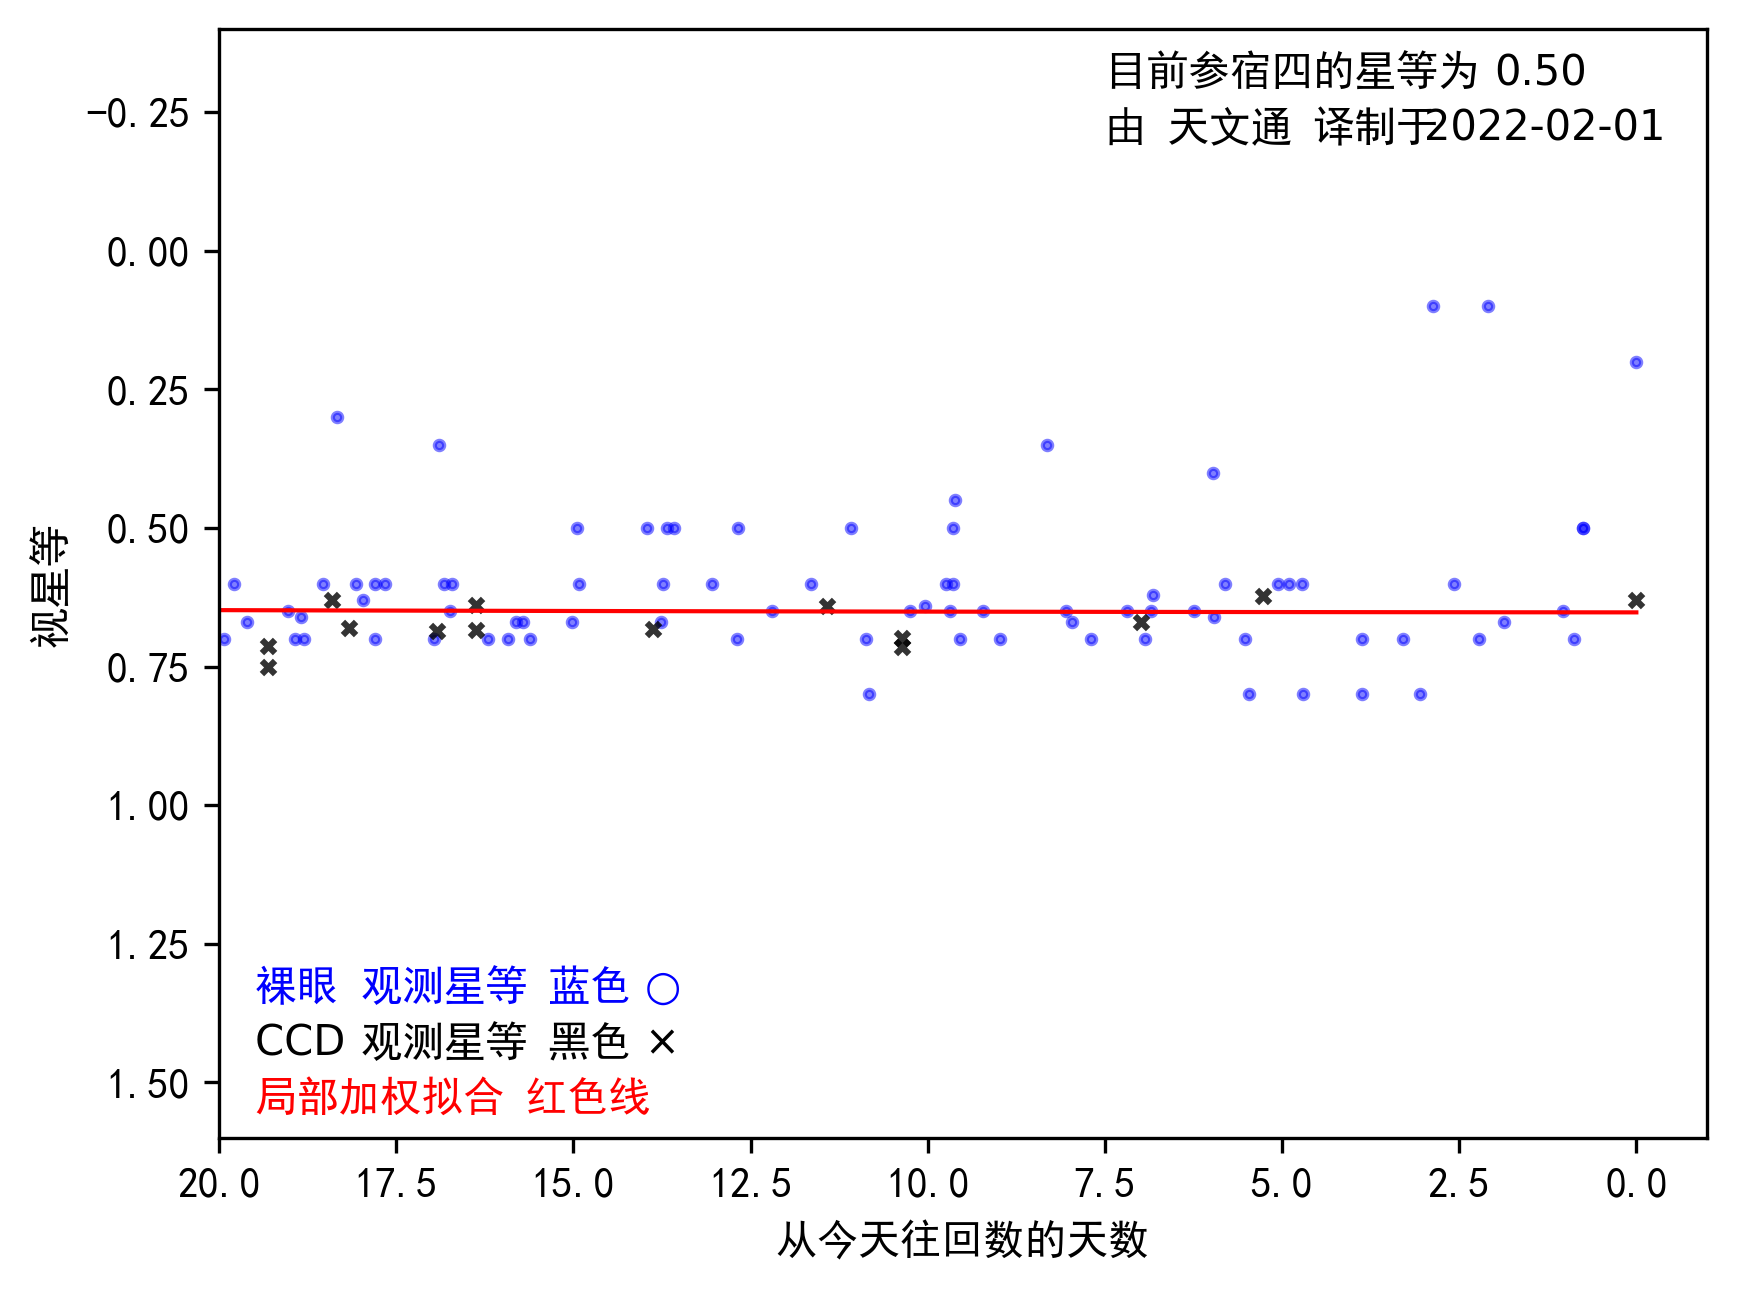 目前参宿四的星等为 0.50
由 天文通 译制于2022-02-01
-0.25
0.00
0.25
0.50
0.75
1.00
1.25
1.50
视星等
裸眼 观测星等 蓝色 ○
CCD 观测星等 黑色 ×
局部加权拟合 红色线
20.0 17.5 15.0 12.5 10.0 7.5 5.0 2.5 0.0
从今天往回数的天数